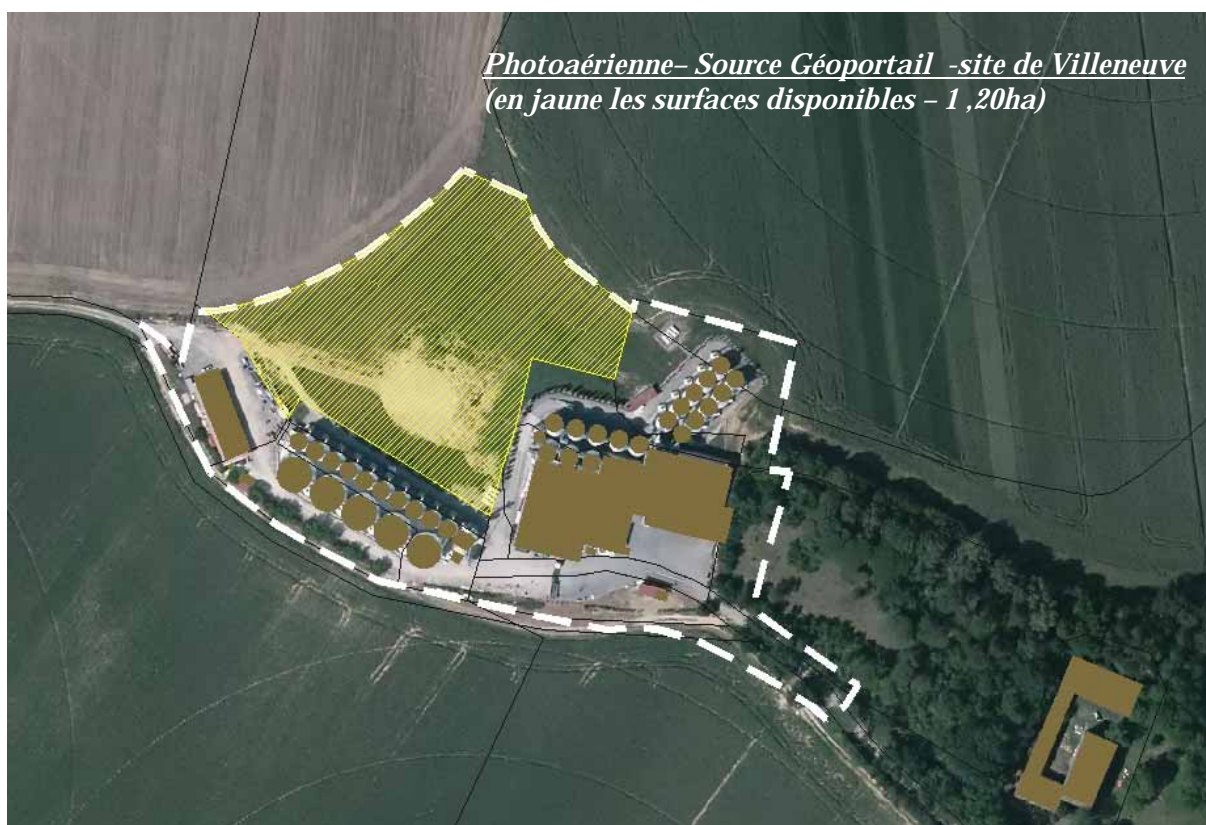 Photoaérienne– Source Géoportail -site de Villeneuve
(en jaune les surfaces disponibles – 1 ,20ha)